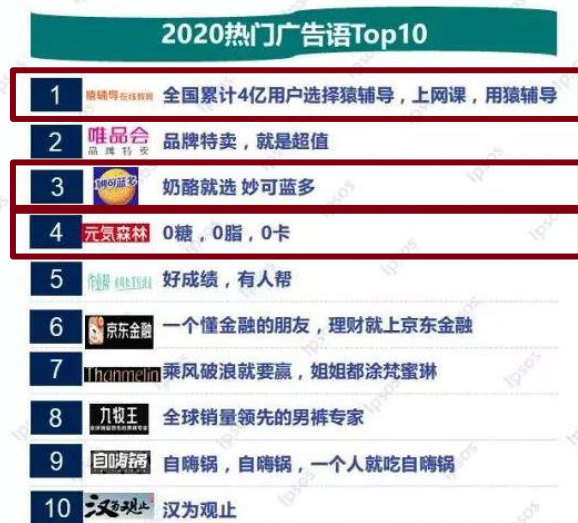 2020热门广告语Top10
1 猿辅导在线教育 全国累计4亿用户选择猿辅导，上网课，用猿辅导
2 唯品会 品牌特卖 品牌特卖，就是超值
3 妙可蓝多 奶酪就选 妙可蓝多
4 元气森林 0糖，0脂，0卡
5 作业帮 好成绩，有人帮
6 京东金融 一个懂金融的朋友，理财就上京东金融
7 乘风破浪就要赢，姐姐都涂梵蜜琳
8 九牧王 全球销量领先的男裤专家
9 自嗨锅 自嗨锅，自嗨锅，一个人就吃自嗨锅
10 汉为观止 汉为观止
Ipsos